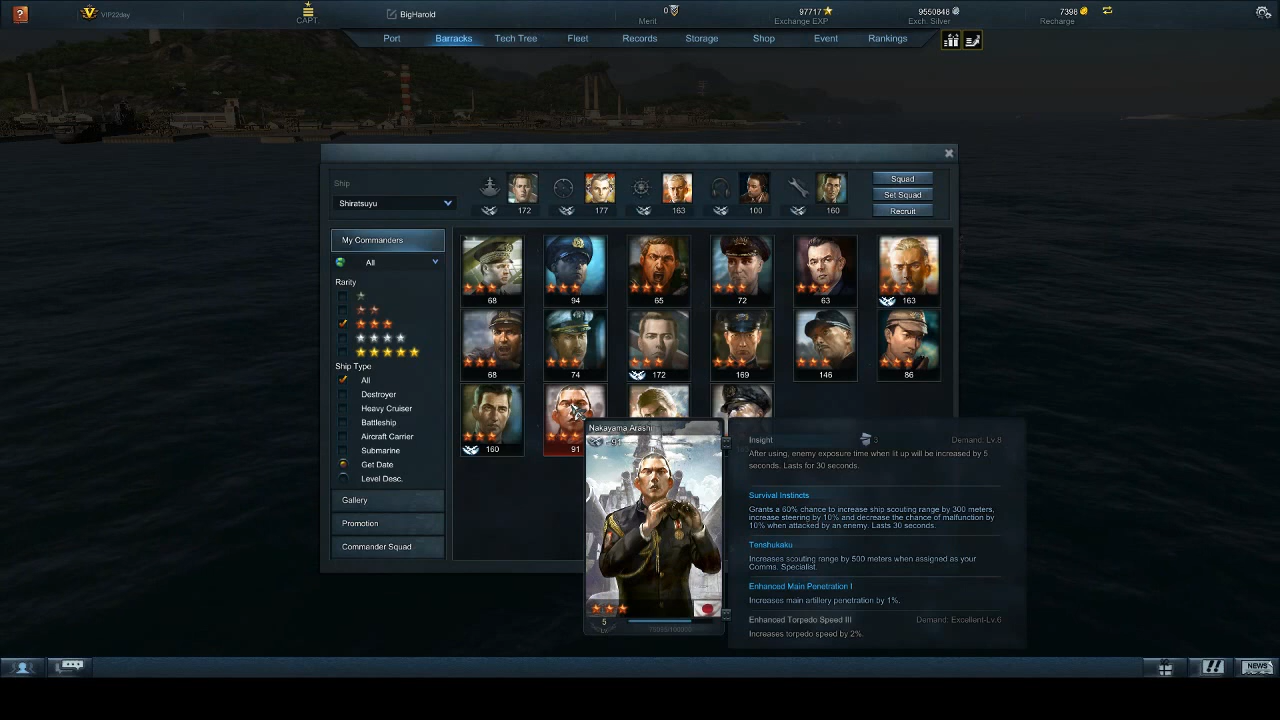 VIP22day
CAPT.
BigHarold
0
Merit
97717
Exchange EXP
9550848
Exch. Silver
7398
Recharge
Port
Barracks
Tech Tree
Fleet
Records
Storage
Shop
Event
Rankings
Ship
Shiratsuyu
172
177
163
100
160
Squad
Set Squad
Recruit
My Commanders
All
Rarity
Ship Type
All
Destroyer
Heavy Cruiser
Battleship
Aircraft Carrier
Submarine
Get Date
Level Desc.
Gallery
Promotion
Commander Squad
68
94
65
72
63
163
68
74
172
169
146
86
160
91
Nakayama Arashi
91
5
Lv
Insight
3
Demand: Lv.8
After using, enemy exposure time when lit up will be increased by 5
seconds. Lasts for 30 seconds.
Survival Instincts
Grants a 60% chance to increase ship scouting range by 300 meters,
increase steering by 10% and decrease the chance of malfunction by
10% when attacked by an enemy. Lasts 30 seconds.
Tenshukaku
Increases scouting range by 500 meters when assigned as your
Comms. Specialist.
Enhanced Main Penetration I
Increases main artillery penetration by 1%.
Enhanced Torpedo Speed III
Demand: Excellent-Lv.6
Increases torpedo speed by 2%.
NEWS